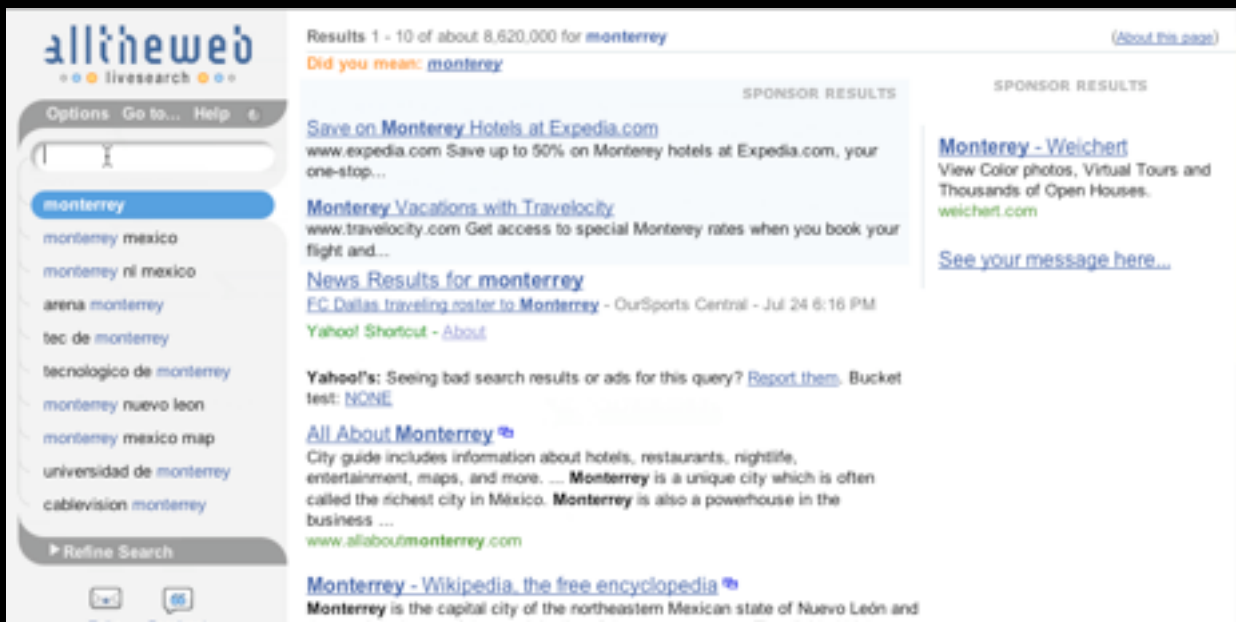 alltheweb
livesearch
Options Go to... Help
monterrey
monterrey mexico
monterrey nl mexico
arena monterrey
tec de monterrey
tecnologico de monterrey
monterrey nuevo leon
monterrey mexico map
universidad de monterrey
cablevision monterrey
Refine Search
Results 1 - 10 of about 8,620,000 for monterrey
(About this page)
Did you mean: monterey
SPONSOR RESULTS
Save on Monterey Hotels at Expedia.com
www.expedia.com Save up to 50% on Monterey hotels at Expedia.com, your
one-stop...
Monterey Vacations with Travelocity
www.travelocity.com Get access to special Monterey rates when you book your
flight and...
News Results for monterrey
FC Dallas traveling roster to Monterrey - OurSports Central - Jul 24 6:16 PM
Yahoo! Shortcut - About
Yahoo!'s: Seeing bad search results or ads for this query? Report them. Bucket
test: NONE
All About Monterrey
City guide includes information about hotels, restaurants, nightlife,
entertainment, maps, and more. ... Monterrey is a unique city which is often
called the richest city in México. Monterrey is also a powerhouse in the
business ...
www.allaboutmonterrey.com
Monterrey - Wikipedia, the free encyclopedia
Monterrey is the capital city of the northeastern Mexican state of Nuevo León and
SPONSOR RESULTS
Monterey - Weichert
View Color photos, Virtual Tours and
Thousands of Open Houses.
weichert.com
See your message here...